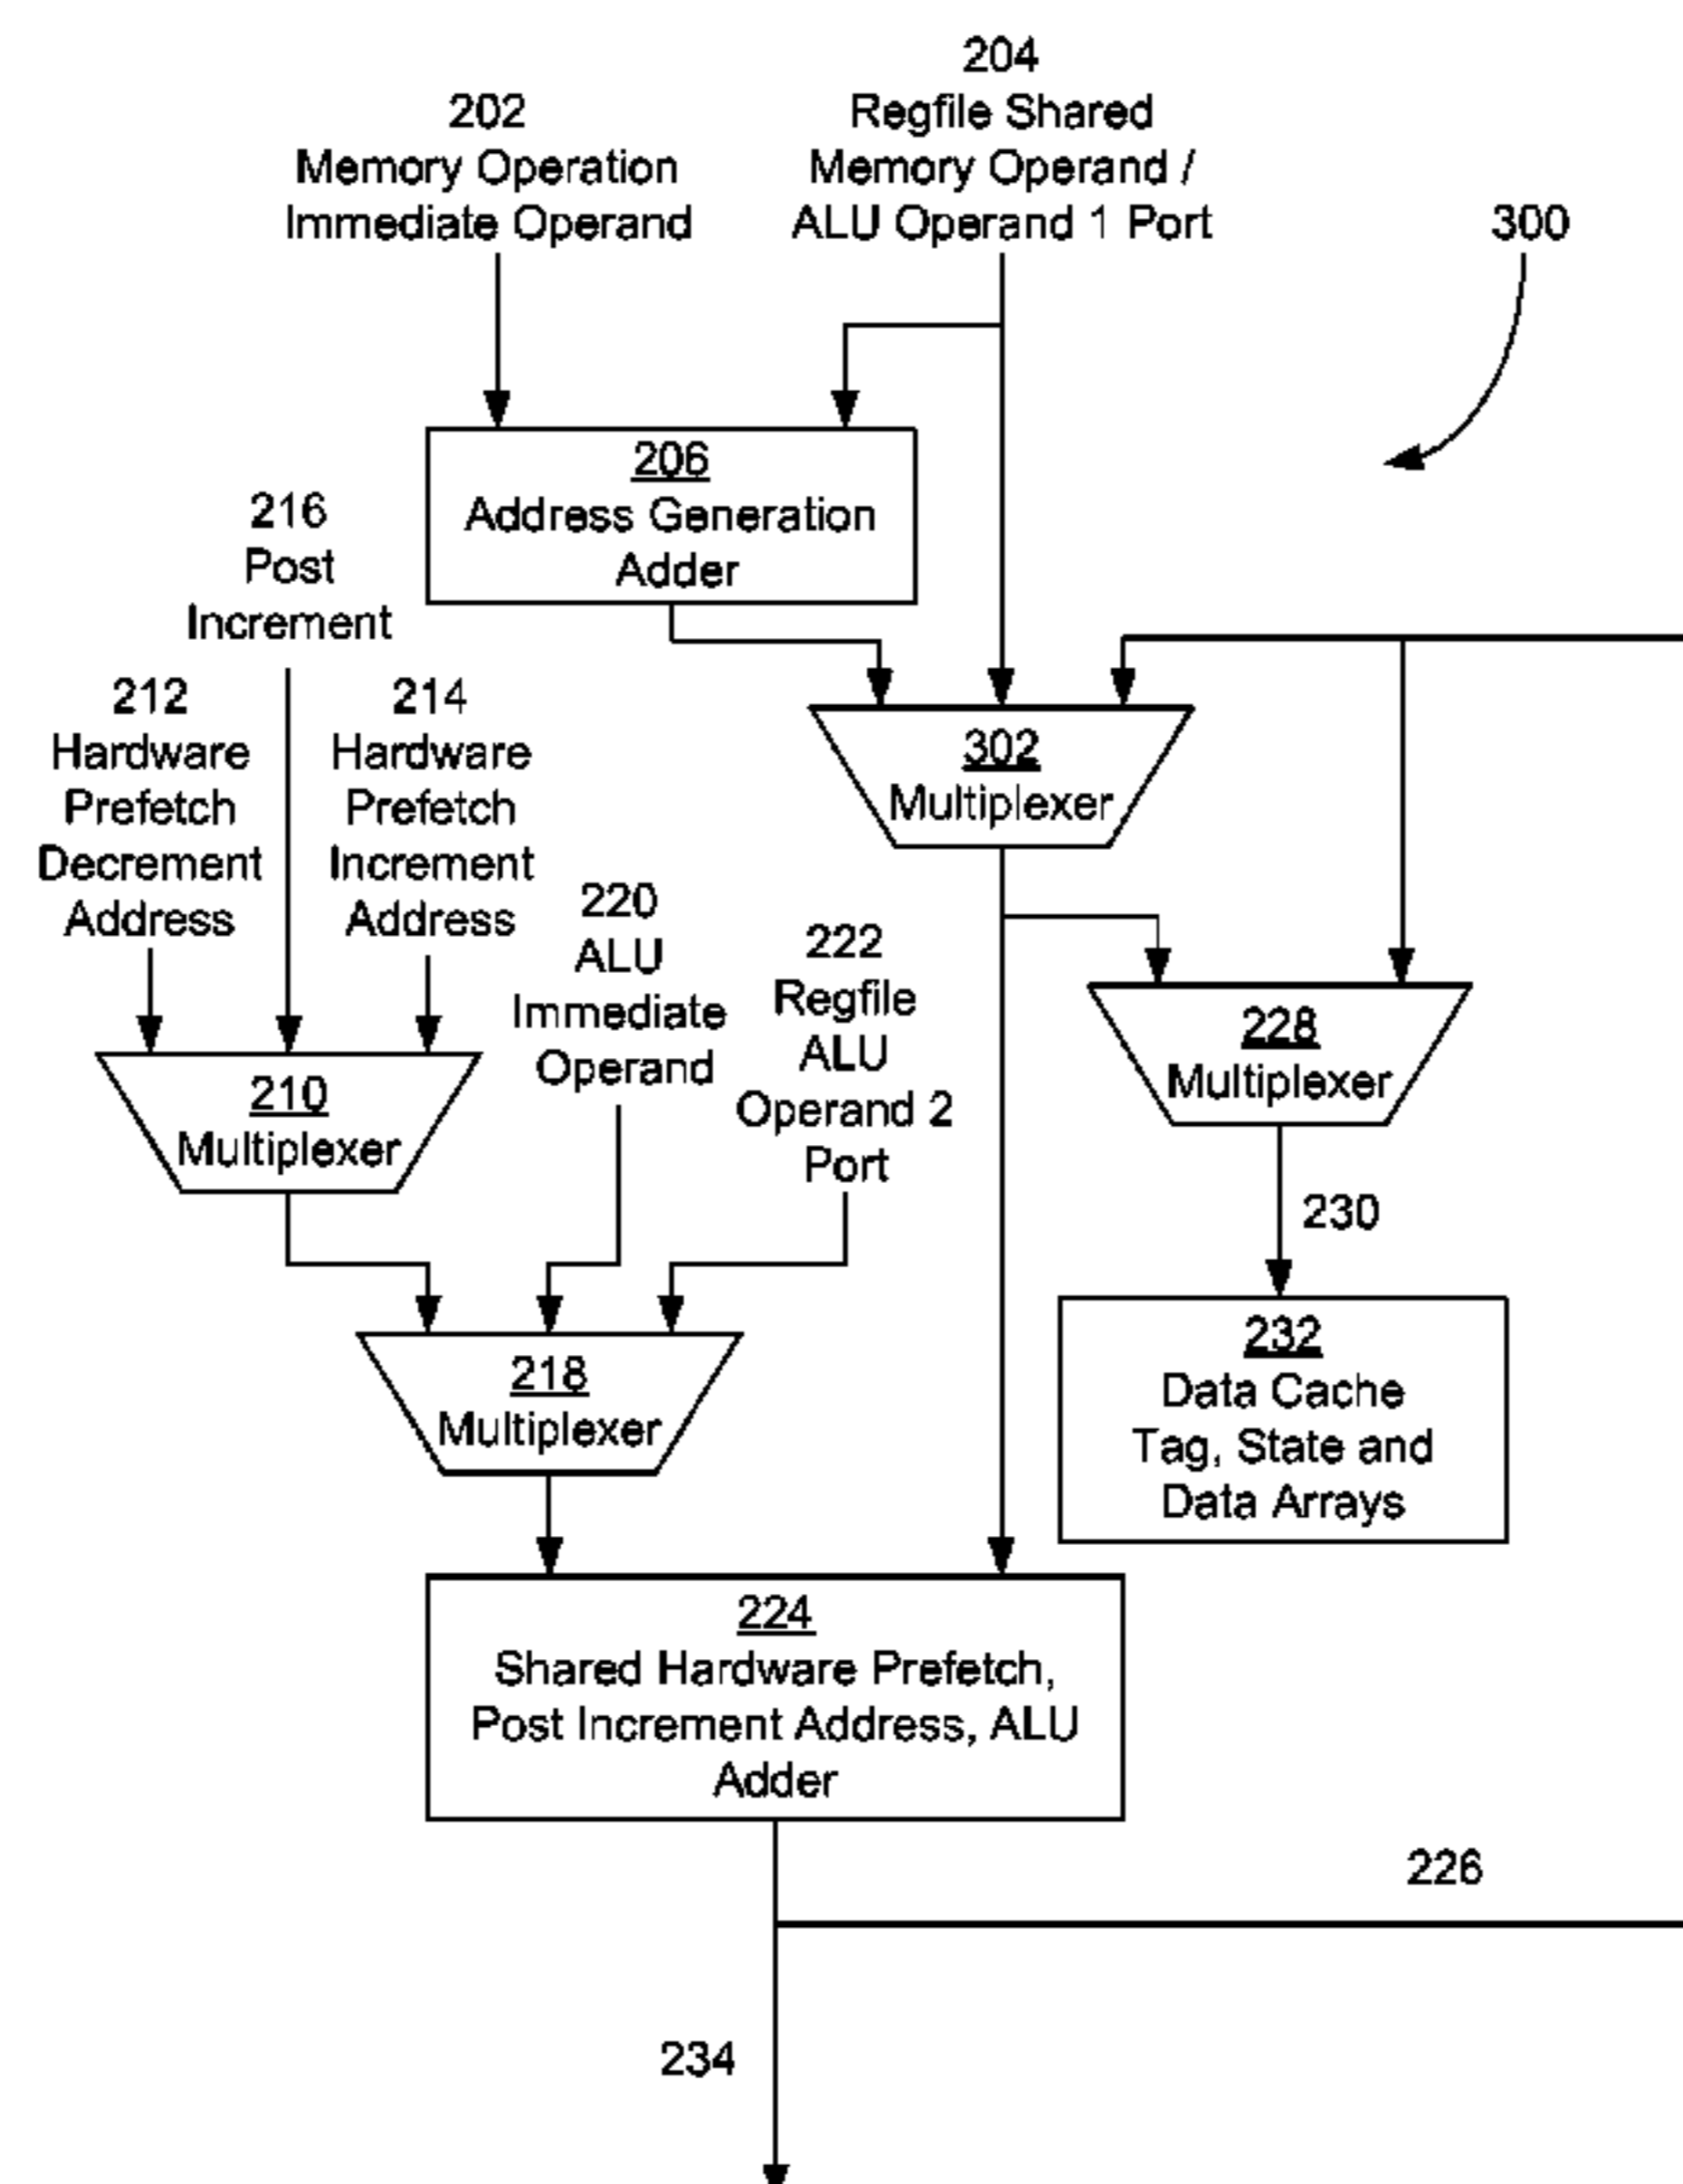 204
Regfile Shared
Memory Operand /
ALU Operand 1 Port
202
Memory Operation
Immediate Operand
300
206
Address Generation
Adder
216
Post
Increment
212
Hardware
Prefetch
Decrement
Address
214
Hardware
Prefetch
Increment
Address
302
Multiplexer
220
ALU
Immediate
Operand
222
Regfile
ALU
Operand 2
Port
228
Multiplexer
210
Multiplexer
230
218
Multiplexer
232
Data Cache
Tag, State and
Data Arrays
224
Shared Hardware Prefetch,
Post Increment Address, ALU
Adder
226
234